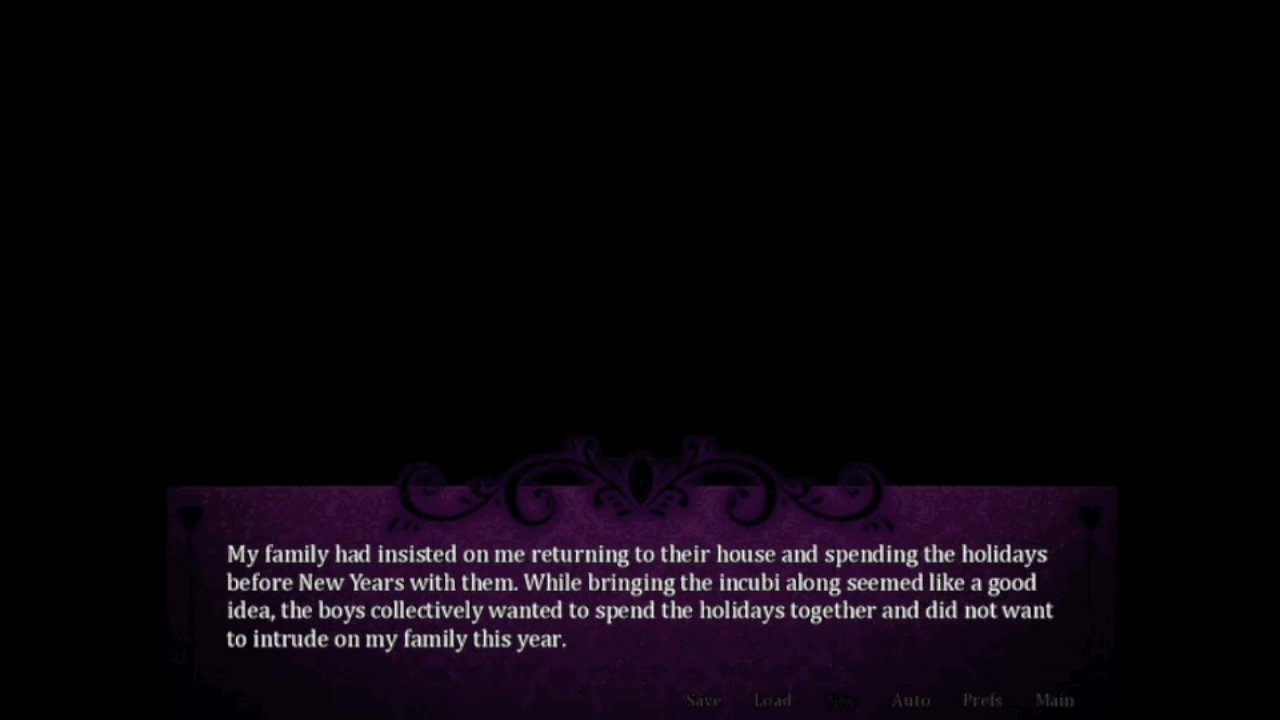 My family had insisted on me returning to their house and spending the holidays
before New Years with them. While bringing the incubi along seemed like a good
idea, the boys collectively wanted to spend the holidays together and did not want
to intrude on my family this year.
Save Load Auto Prefs Main